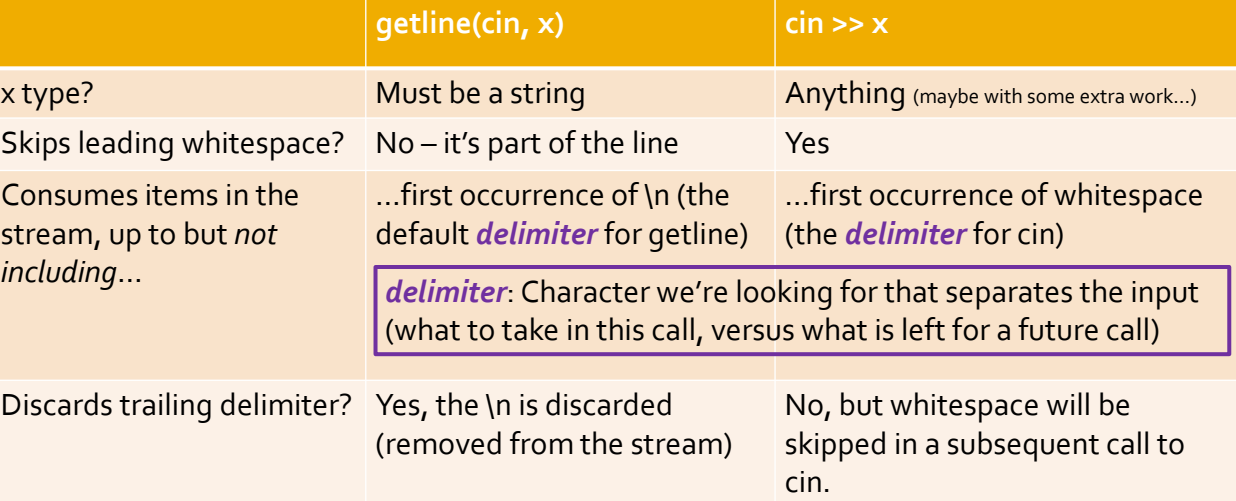 getline(cin, x)
cin >> x
x type?
Must be a string
Anything (maybe with some extra work...)
Skips leading whitespace?
No – it's part of the line
Yes
Consumes items in the
stream, up to but not
including…
…first occurrence of \n (the
default delimiter for getline)
…first occurrence of whitespace
(the delimiter for cin)
delimiter: Character we're looking for that separates the input
(what to take in this call, versus what is left for a future call)
Discards trailing delimiter?
Yes, the \n is discarded
(removed from the stream)
No, but whitespace will be
skipped in a subsequent call to
cin.